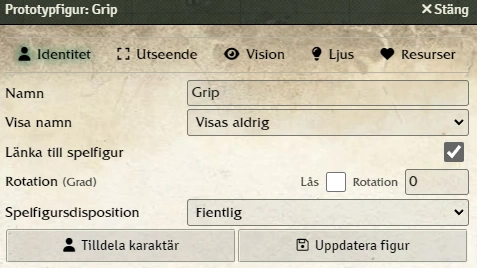 Prototypfigur: Grip Stäng
Identitet Utseende Vision Ljus Resurser
Namn Grip
Visa namn Visas aldrig
Länka till spelfigur
Rotation (Grad) Lås Rotation 0
Spelfigursdisposition Fientlig
Tilldela karaktär Uppdatera figur